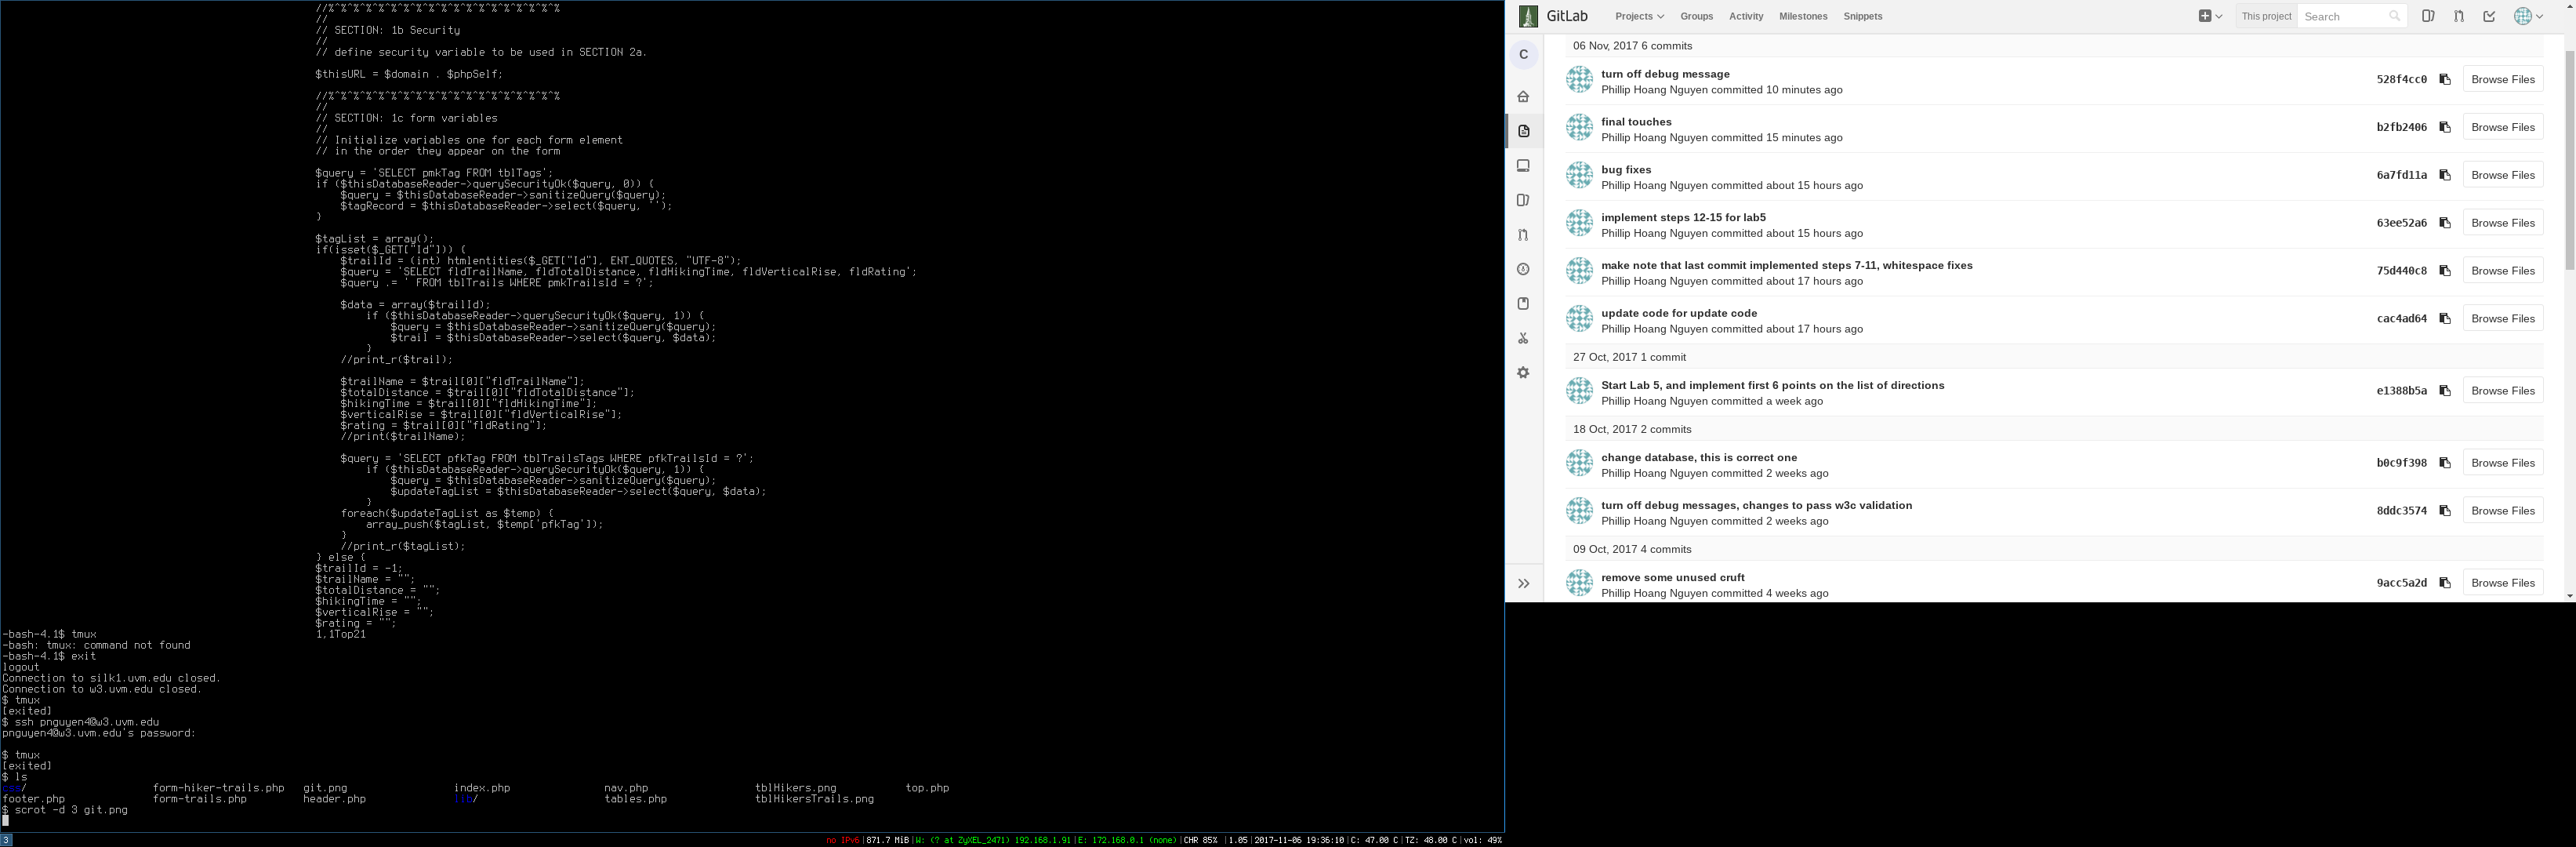 //%^%^%^%^%^%^%^%^%^%^%^%^%^%^%^%^%^%^%^%
//
// SECTION: 1b Security
//
// define security variable to be used in SECTION 2a.
$thisURL = $domain . $phpSelf;
//%^%^%^%^%^%^%^%^%^%^%^%^%^%^%^%^%^%^%^%
//
// SECTION: 1c form variables
//
// Initialize variables one for each form element
// in the order they appear on the form
$query = 'SELECT pmkTag FROM tblTags';
if ($thisDatabaseReader->querySecurityOk($query, 0)) {
$query = $thisDatabaseReader->sanitizeQuery($query);
$tagRecord = $thisDatabaseReader->select($query, '');
}
$tagList = array();
if(isset($_GET["Id"])) {
$trailId = (int) htmlentities($_GET["Id"], ENT_QUOTES, "UTF-8");
$query = 'SELECT fldTrailName, fldTotalDistance, fldHikingTime, fldVerticalRise, fldRating';
$query .= ' FROM tblTrails WHERE pmkTrailsId = ?';
$data = array($trailId);
if ($thisDatabaseReader->querySecurityOk($query, 1)) {
$query = $thisDatabaseReader->sanitizeQuery($query);
$trail = $thisDatabaseReader->select($query, $data);
}
//print_r($trail);
$trailName = $trail[0]["fldTrailName"];
$totalDistance = $trail[0]["fldTotalDistance"];
$hikingTime = $trail[0]["fldHikingTime"];
$verticalRise = $trail[0]["fldVerticalRise"];
$rating = $trail[0]["fldRating"];
//print($trailName);
$query = 'SELECT pfkTag FROM tblTrailsTags WHERE pfkTrailsId = ?';
if ($thisDatabaseReader->querySecurityOk($query, 1)) {
$query = $thisDatabaseReader->sanitizeQuery($query);
$updateTagList = $thisDatabaseReader->select($query, $data);
}
foreach($updateTagList as $temp) {
array_push($tagList, $temp['pfkTag']);
}
//print_r($tagList);
} else {
$trailId = -1;
$trailName = "";
$totalDistance = "";
$hikingTime = "";
$verticalRise = "";
$rating = "";
-bash-4.1$ tmux 1,1Top21
-bash: tmux: command not found
-bash-4.1$ exit
logout
Connection to silk1.uvm.edu closed.
Connection to w3.uvm.edu closed.
$ tmux
[exited]
$ ssh pnguyen4@w3.uvm.edu
pnguyen4@w3.uvm.edu's password:
$ tmux
[exited]
$ ls
css/ form-hiker-trails.php git.png index.php nav.php tblHikers.png top.php
footer.php form-trails.php header.php lib/ tables.php tblHikersTrails.png
$ scrot -d 3 git.png
3 no IPv6|871.7 MiB|W: (? at ZyXEL_2471) 192.168.1.91|E: 172.168.0.1 (none)|CHR 85% |1.05|2017-11-06 19:36:10|C: 47.00 C|TZ: 48.00 C|vol: 49%
GitLab Projects Groups Activity Milestones Snippets This project Search
C
06 Nov, 2017 6 commits
turn off debug message
Phillip Hoang Nguyen committed 10 minutes ago
528f4cc0 Browse Files
final touches
Phillip Hoang Nguyen committed 15 minutes ago
b2fb2406 Browse Files
bug fixes
Phillip Hoang Nguyen committed about 15 hours ago
6a7fd11a Browse Files
implement steps 12-15 for lab5
Phillip Hoang Nguyen committed about 15 hours ago
63ee52a6 Browse Files
make note that last commit implemented steps 7-11, whitespace fixes
Phillip Hoang Nguyen committed about 17 hours ago
75d440c8 Browse Files
update code for update code
Phillip Hoang Nguyen committed about 17 hours ago
cac4ad64 Browse Files
27 Oct, 2017 1 commit
Start Lab 5, and implement first 6 points on the list of directions
Phillip Hoang Nguyen committed a week ago
e1388b5a Browse Files
18 Oct, 2017 2 commits
change database, this is correct one
Phillip Hoang Nguyen committed 2 weeks ago
b0c9f398 Browse Files
turn off debug messages, changes to pass w3c validation
Phillip Hoang Nguyen committed 2 weeks ago
8ddc3574 Browse Files
09 Oct, 2017 4 commits
remove some unused cruft
Phillip Hoang Nguyen committed 4 weeks ago
9acc5a2d Browse Files